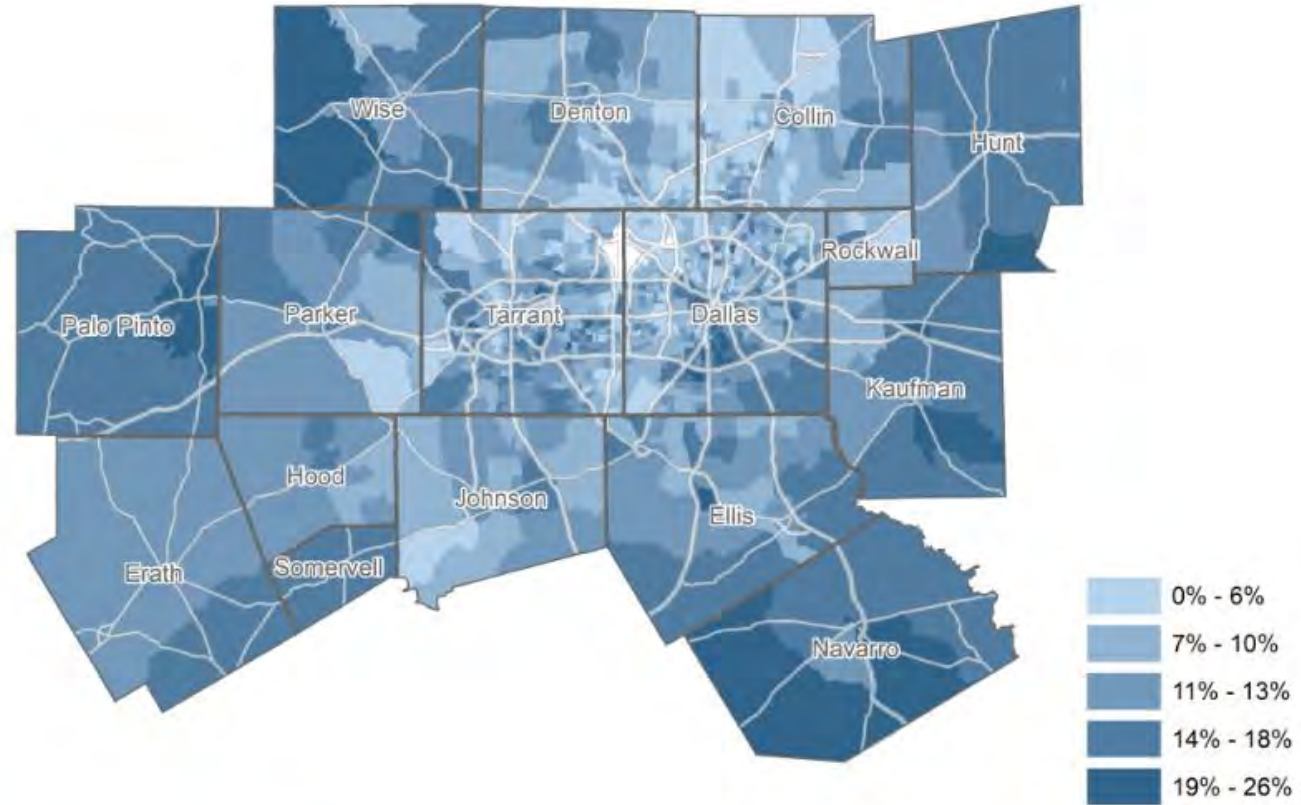 Wise
Denton
Collin
Hunt
Palo Pinto
Parker
Tarrant
Dallas
Rockwall
Kaufman
Hood
Johnson
Ellis
Erath
Somervell
Navarro
0% - 6%
7% - 10%
11% - 13%
14% - 18%
19% - 26%